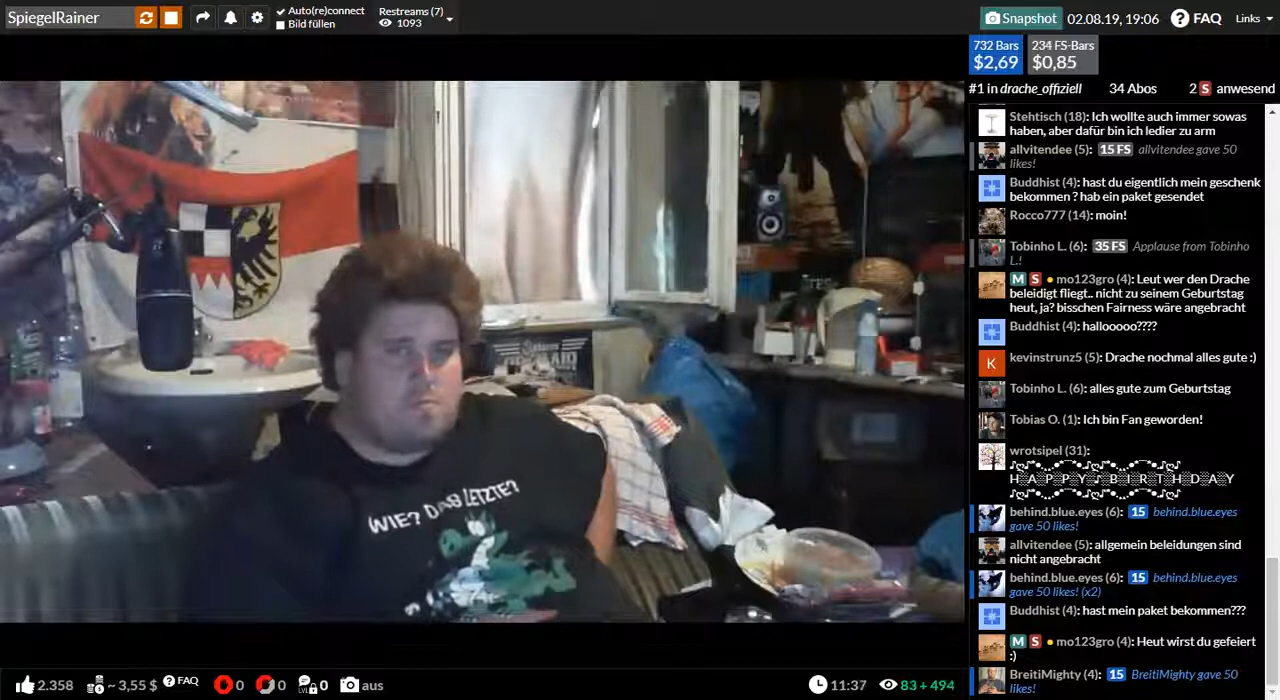 SpiegelRainer
Auto(re)connect
Bild füllen
Restreams (7)
1093
Snapshot 02.08.19, 19:06 FAQ Links
732 Bars
$2,69
234 FS-Bars
$0,85
#1 in drache_offiziell 34 Abos 2 S anwesend
Stehtisch (18): Ich wollte auch immer sowas
haben, aber dafür bin ich ledier zu arm
allvitendee (5): 15 FS allvitendee gave 50
likes!
Buddhist (4): hast du eigentlich mein geschenk
bekommen ? hab ein paket gesendet
Rocco777 (14): moin!
Tobinho L. (6): 35 FS Applause from Tobinho
L.!
M S mo123gro (4): Leut wer den Drache
beleidigt fliegt.. nicht zu seinem Geburtstag
heut, ja? bisschen Fairness wäre angebracht
Buddhist (4): hallooooo????
K kevinstrunz5 (5): Drache nochmal alles gute :)
Tobinho L. (6): alles gute zum Geburtstag
Tobias O. (1): Ich bin Fan geworden!
wrotsipel (31):
H░A░P░P░Y░B░I░R░T░H░D░A░Y
behind.blue.eyes (6): 15 behind.blue.eyes
gave 50 likes!
allvitendee (5): allgemein beleidungen sind
nicht angebracht
behind.blue.eyes (6): 15 behind.blue.eyes
gave 50 likes! (x2)
Buddhist (4): hast mein paket bekommen???
M S mo123gro (4): Heut wirst du gefeiert
:)
BreitiMighty (4): 15 BreitiMighty gave 50
likes!
WIE? DAS LETZTE?
2.358 ~ 3,55 $ FAQ 0 0 LVL 0 aus 11:37 83 + 494